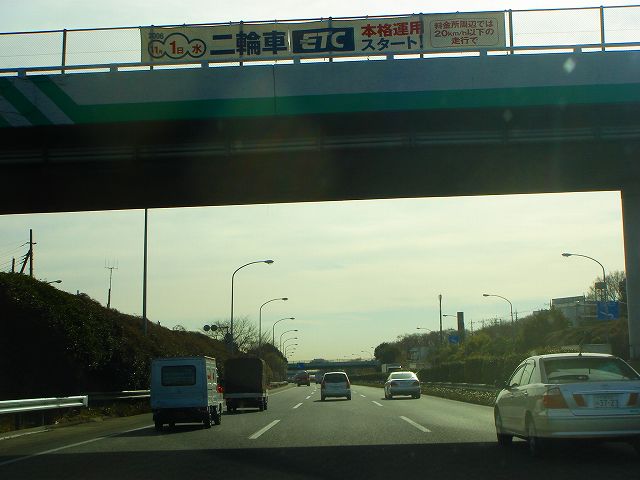 2006
11月1日水 二輪車 ETC 本格運用スタート!
料金所周辺では
20km/h以下の
走行で